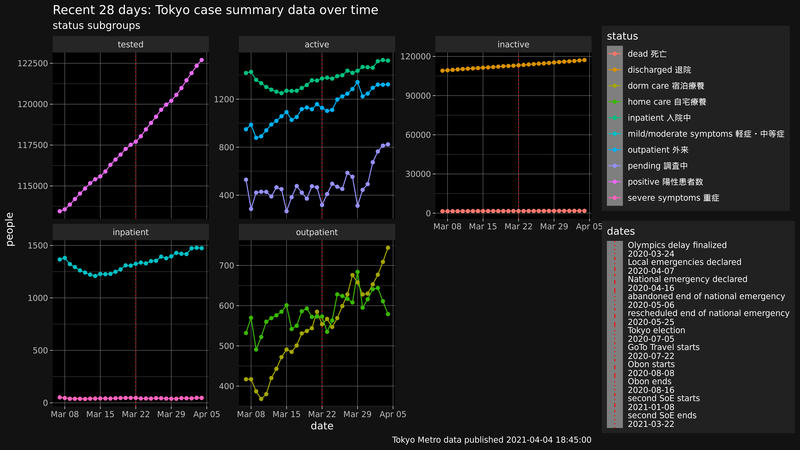 Recent 28 days: Tokyo case summary data over time
status subgroups
tested
122500
120000
117500
115000
active
1200
800
400
inactive
120000
90000
60000
30000
0
Mar 08 Mar 15 Mar 22 Mar 29 Apr 05
inpatient
1500
1000
500
0
Mar 08 Mar 15 Mar 22 Mar 29 Apr 05
outpatient
700
600
500
400
Mar 08 Mar 15 Mar 22 Mar 29 Apr 05
people
date
status
dead 死亡
discharged 退院
dorm care 宿泊療養
home care 自宅療養
inpatient 入院中
mild/moderate symptoms 軽症・中等症
outpatient 外来
pending 調査中
positive 陽性患者数
severe symptoms 重症
dates
Olympics delay finalized
2020-03-24
Local emergencies declared
2020-04-07
National emergency declared
2020-04-16
abandoned end of national emergency
2020-05-06
rescheduled end of national emergency
2020-05-25
Tokyo election
2020-07-05
GoTo Travel starts
2020-07-22
Obon starts
2020-08-08
Obon ends
2020-08-16
second SoE starts
2021-01-08
second SoE ends
2021-03-22
Tokyo Metro data published 2021-04-04 18:45:00